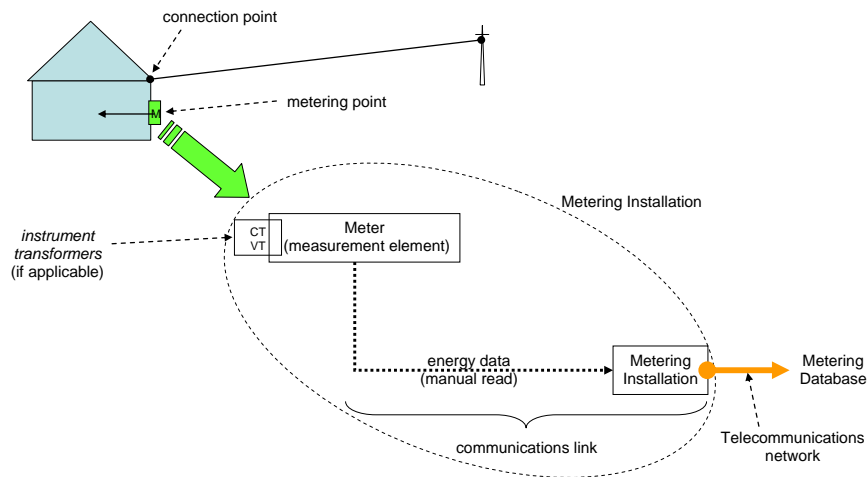 connection point
metering point
M
Metering Installation
instrument
transformers
(if applicable)
CT
VT
Meter
(measurement element)
energy data
(manual read)
Metering
Installation
Metering
Database
communications link
Telecommunications
network